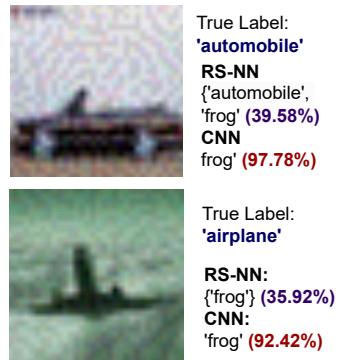 True Label:
'automobile'
RS-NN
{'automobile',
'frog' (39.58%)
CNN
frog' (97.78%)
True Label:
'airplane'
RS-NN:
{'frog'} (35.92%)
CNN:
'frog' (92.42%)